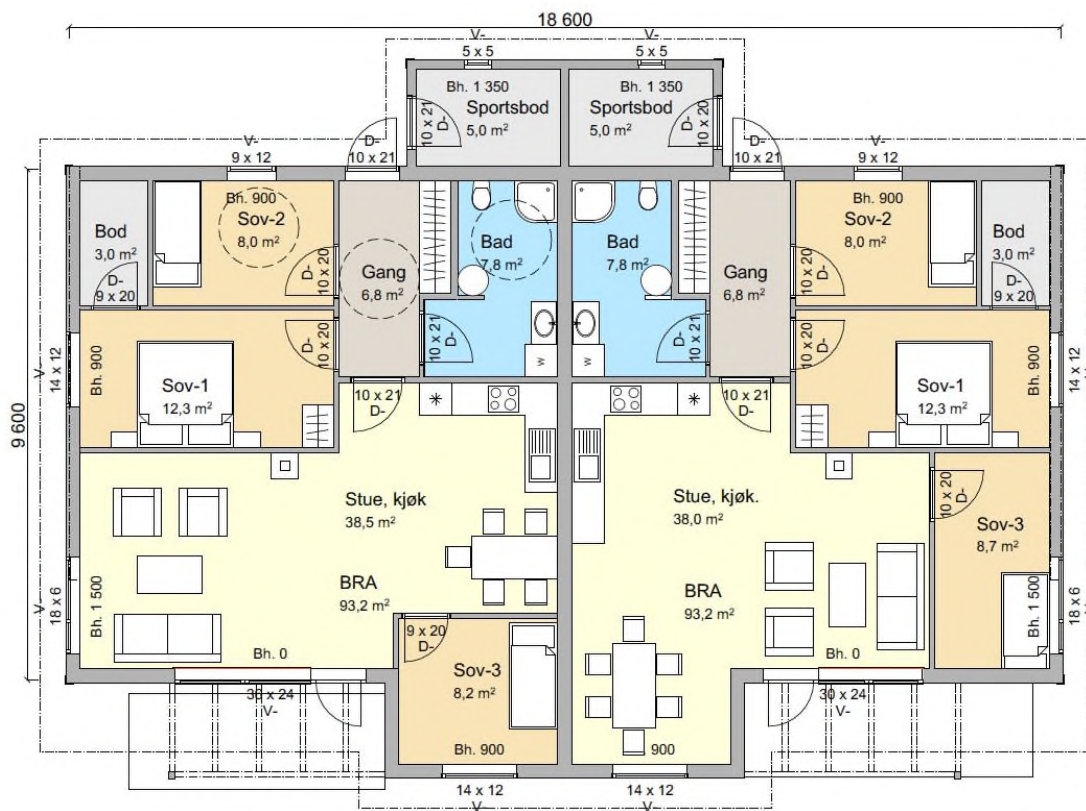 18 600
V-
5 x 5
V-
5 x 5
Bh. 1 350
Sportsbod
5,0 m²
D-
10 x 21
Bh. 1 350
Sportsbod
5,0 m²
D-
10 x 20
V-
9 x 12
D-
10 x 21
D-
10 x 21
V-
9 x 12
Bod
3,0 m²
D-
9 x 20
Bh. 900
Sov-2
8,0 m²
D-
10 x 20
Gang
6,8 m²
Bad
7,8 m²
D-
10 x 21
W
Bad
7,8 m²
D-
10 x 21
W
Gang
6,8 m²
Bh. 900
Sov-2
8,0 m²
D-
10 x 20
Bod
3,0 m²
D-
9 x 20
9 600
V-
14 x 12
Bh. 900
Sov-1
12,3 m²
D-
10 x 20
10 x 21
D-
10 x 21
D-
D-
10 x 20
Sov-1
12,3 m²
Bh. 900
14 x 12
Stue, kjøk
38,5 m²
BRA
93,2 m²
Stue, kjøk.
38,0 m²
BRA
93,2 m²
10 x 20
D-
Sov-3
8,7 m²
Bh. 1 500
18 x 6
V-
18 x 6
Bh. 1 500
Bh. 0
30 x 24
V-
9 x 20
D-
Sov-3
8,2 m²
Bh. 900
14 x 12
V-
900
14 x 12
V-
Bh. 0
30 x 24
V-